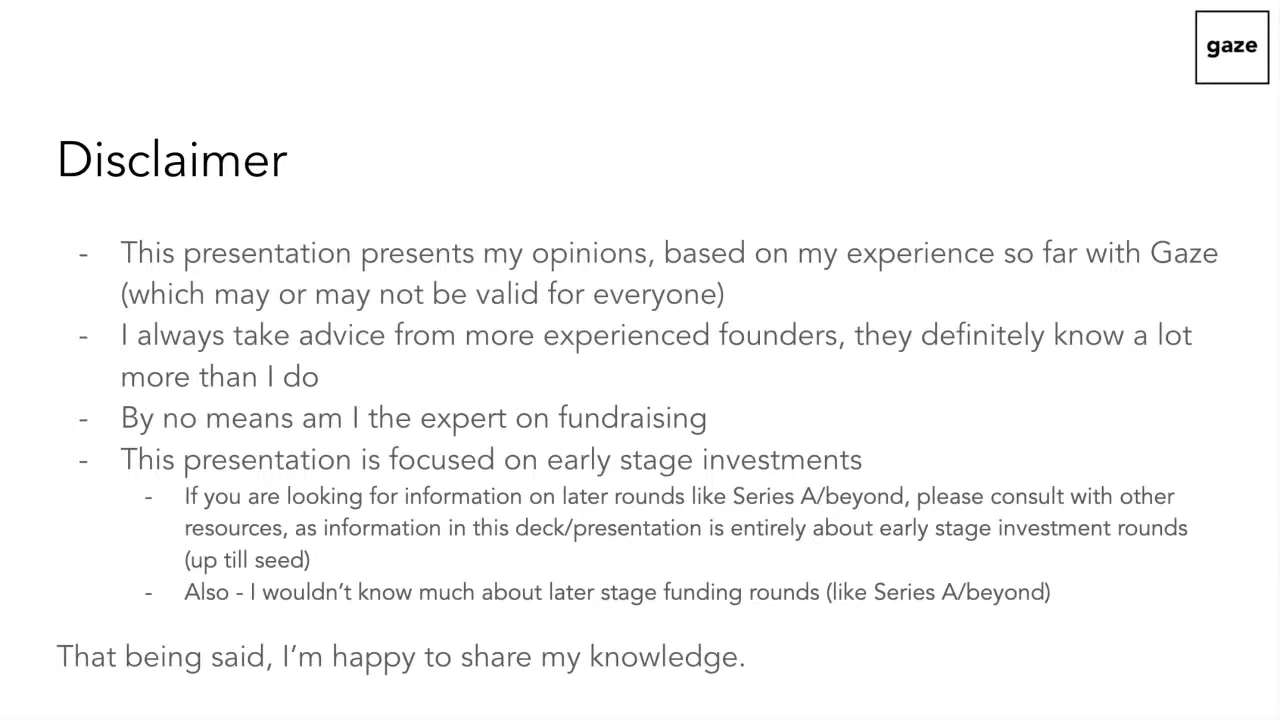 gaze
Disclaimer
- This presentation presents my opinions, based on my experience so far with Gaze
(which may or may not be valid for everyone)
- I always take advice from more experienced founders, they definitely know a lot
more than I do
- By no means am I the expert on fundraising
- This presentation is focused on early stage investments
- If you are looking for information on later rounds like Series A/beyond, please consult with other
resources, as information in this deck/presentation is entirely about early stage investment rounds
(up till seed)
- Also - I wouldn’t know much about later stage funding rounds (like Series A/beyond)
That being said, I’m happy to share my knowledge.